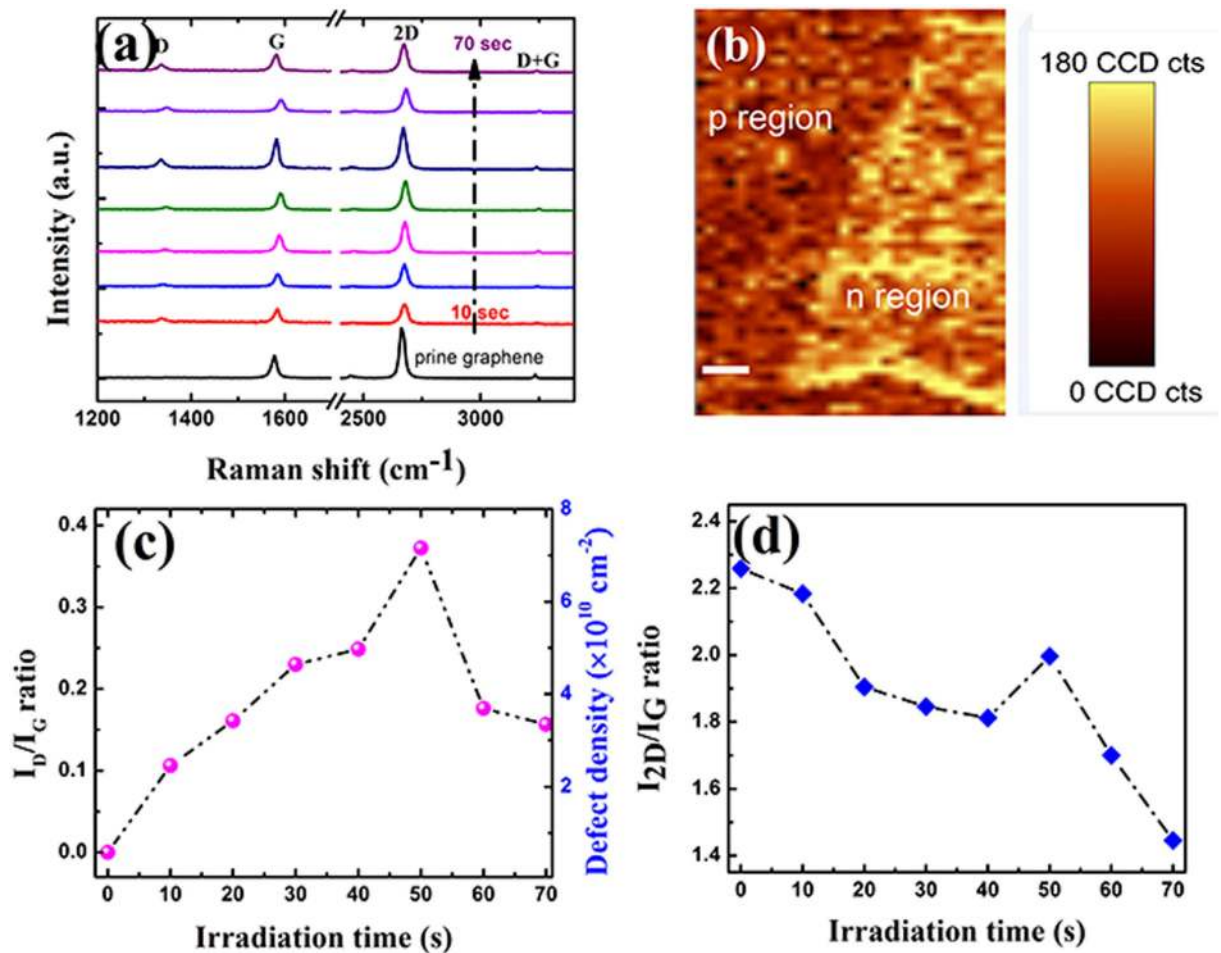 (a)
D
G
2D
70 sec
D+G
10 sec
prine graphene
Intensity (a.u.)
1200 1400 1600 2500 3000
Raman shift (cm-1)
(b)
p region
n region
180 CCD cts
0 CCD cts
(c)
0.4
0.3
0.2
0.1
0.0
ID/IG ratio
8
6
4
2
Defect density (×10^10 cm-2)
0 10 20 30 40 50 60 70
Irradiation time (s)
(d)
2.4
2.2
2.0
1.8
1.6
1.4
I2D/IG ratio
0 10 20 30 40 50 60 70
Irradiation time (s)